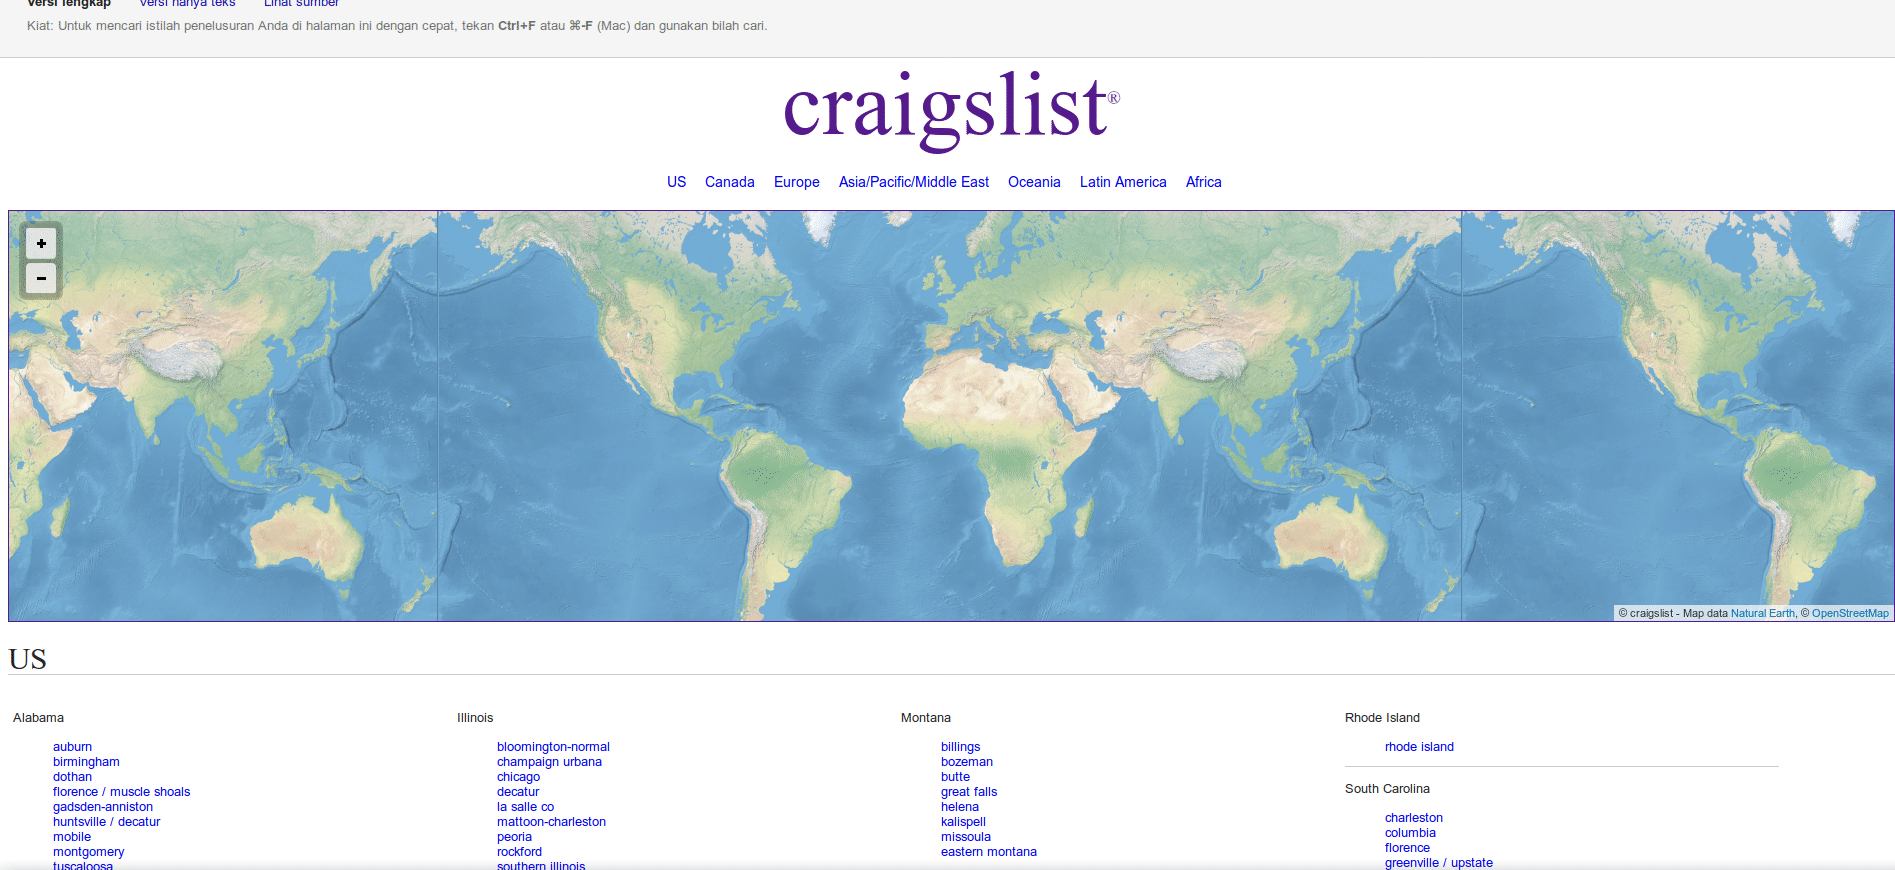 Versi lengkap Versi hanya teks Lihat sumber
Kiat: Untuk mencari istilah penelusuran Anda di halaman ini dengan cepat, tekan Ctrl+F atau ⌘-F (Mac) dan gunakan bilah cari.
craigslist®
US Canada Europe Asia/Pacific/Middle East Oceania Latin America Africa
+
−
© craigslist - Map data Natural Earth, © OpenStreetMap
US
Alabama
auburn
birmingham
dothan
florence / muscle shoals
gadsden-anniston
huntsville / decatur
mobile
montgomery
tuscaloosa
Illinois
bloomington-normal
champaign urbana
chicago
decatur
la salle co
mattoon-charleston
peoria
rockford
southern illinois
Montana
billings
bozeman
butte
great falls
helena
kalispell
missoula
eastern montana
Rhode Island
rhode island
South Carolina
charleston
columbia
florence
greenville / upstate